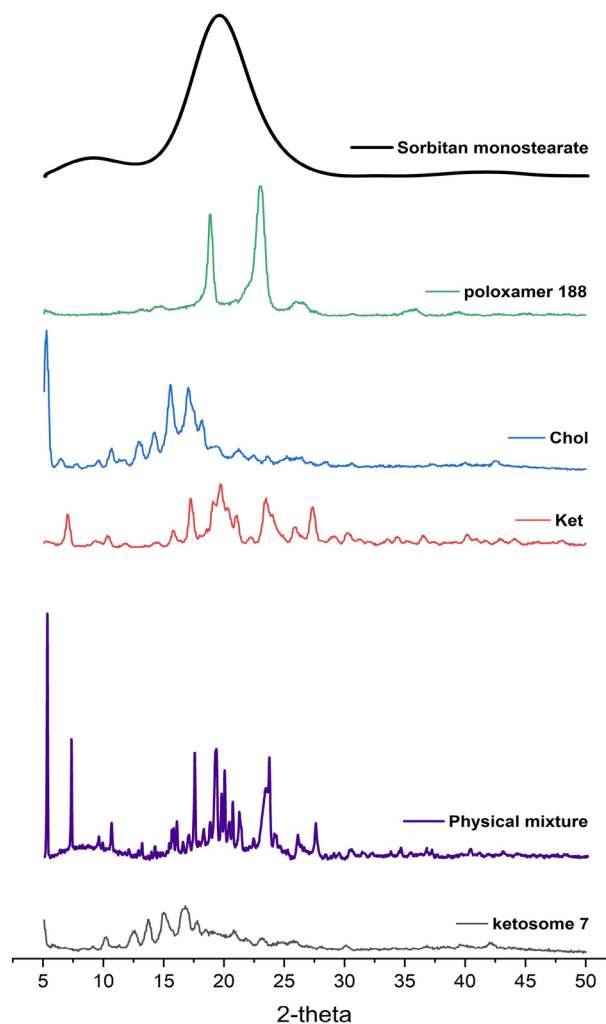 Sorbitan monostearate
poloxamer 188
Chol
Ket
Physical mixture
ketosome 7
5 10 15 20 25 30 35 40 45 50
2-theta